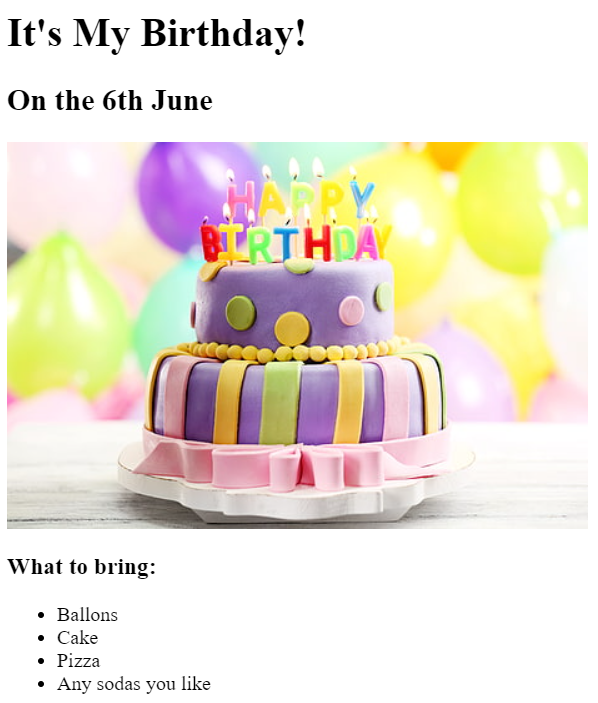 It's My Birthday!
On the 6th June
HAPPY
BIRTHDAY
What to bring:
Ballons
Cake
Pizza
Any sodas you like